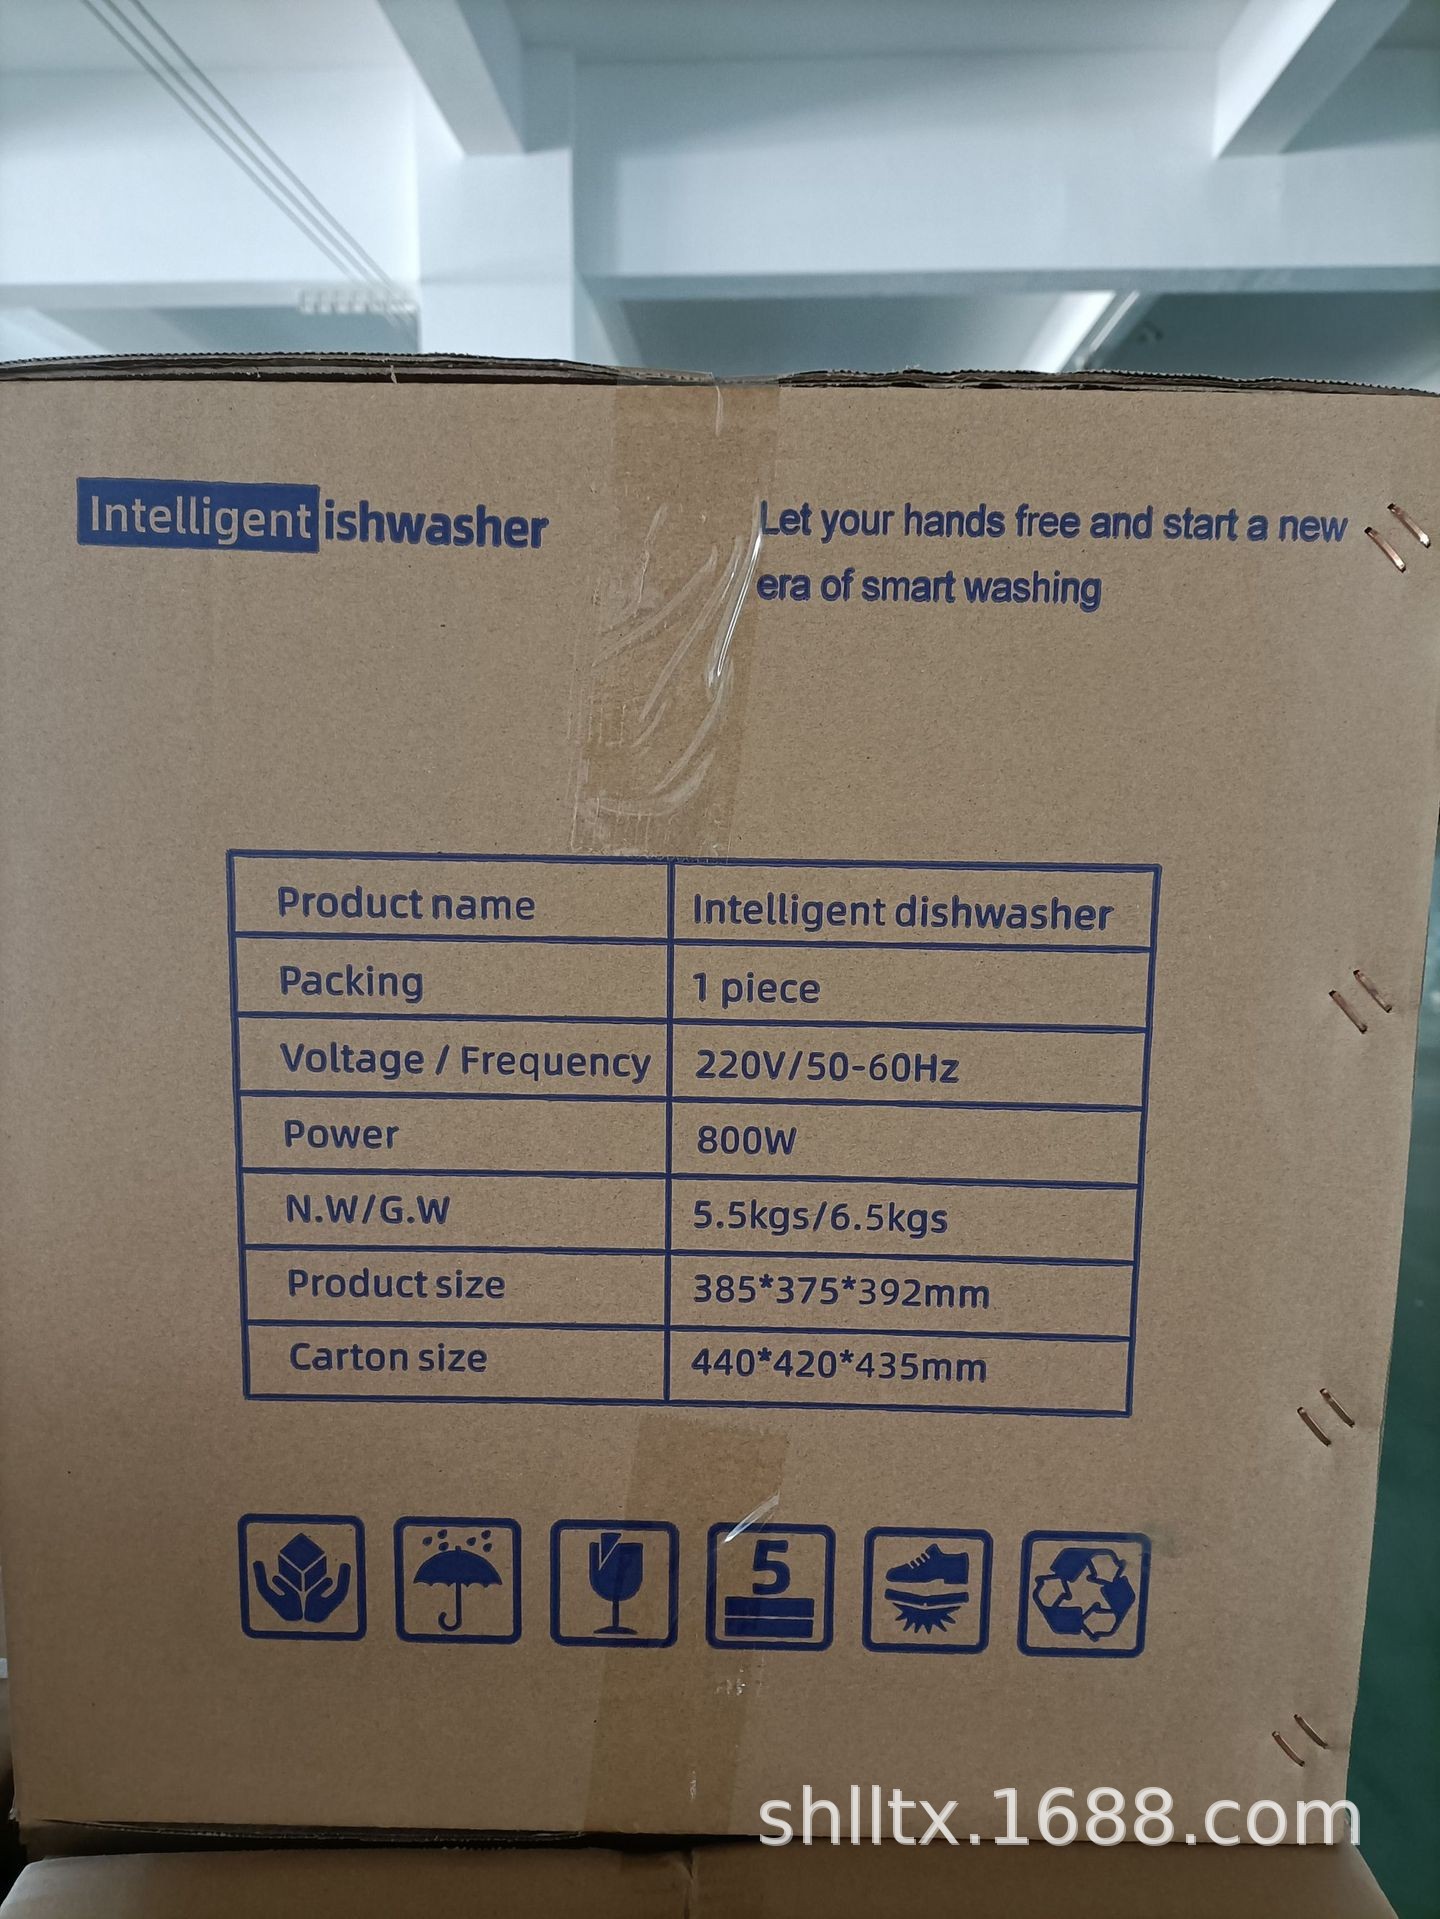 Intelligent ishwasher
Let your hands free and start a new
era of smart washing
Product name Intelligent dishwasher
Packing 1 piece
Voltage / Frequency 220V/50-60Hz
Power 800W
N.W/G.W 5.5kgs/6.5kgs
Product size 385*375*392mm
Carton size 440*420*435mm
5
shlltx.1688.com